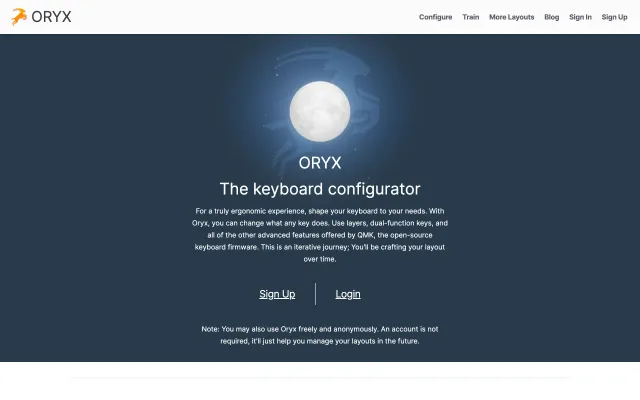 ORYX
Configure Train More Layouts Blog Sign In Sign Up
ORYX
The keyboard configurator
For a truly ergonomic experience, shape your keyboard to your needs. With
Oryx, you can change what any key does. Use layers, dual-function keys, and
all of the other advanced features offered by QMK, the open-source
keyboard firmware. This is an iterative journey; You'll be crafting your layout
over time.
Sign Up Login
Note: You may also use Oryx freely and anonymously. An account is not
required, it'll just help you manage your layouts in the future.